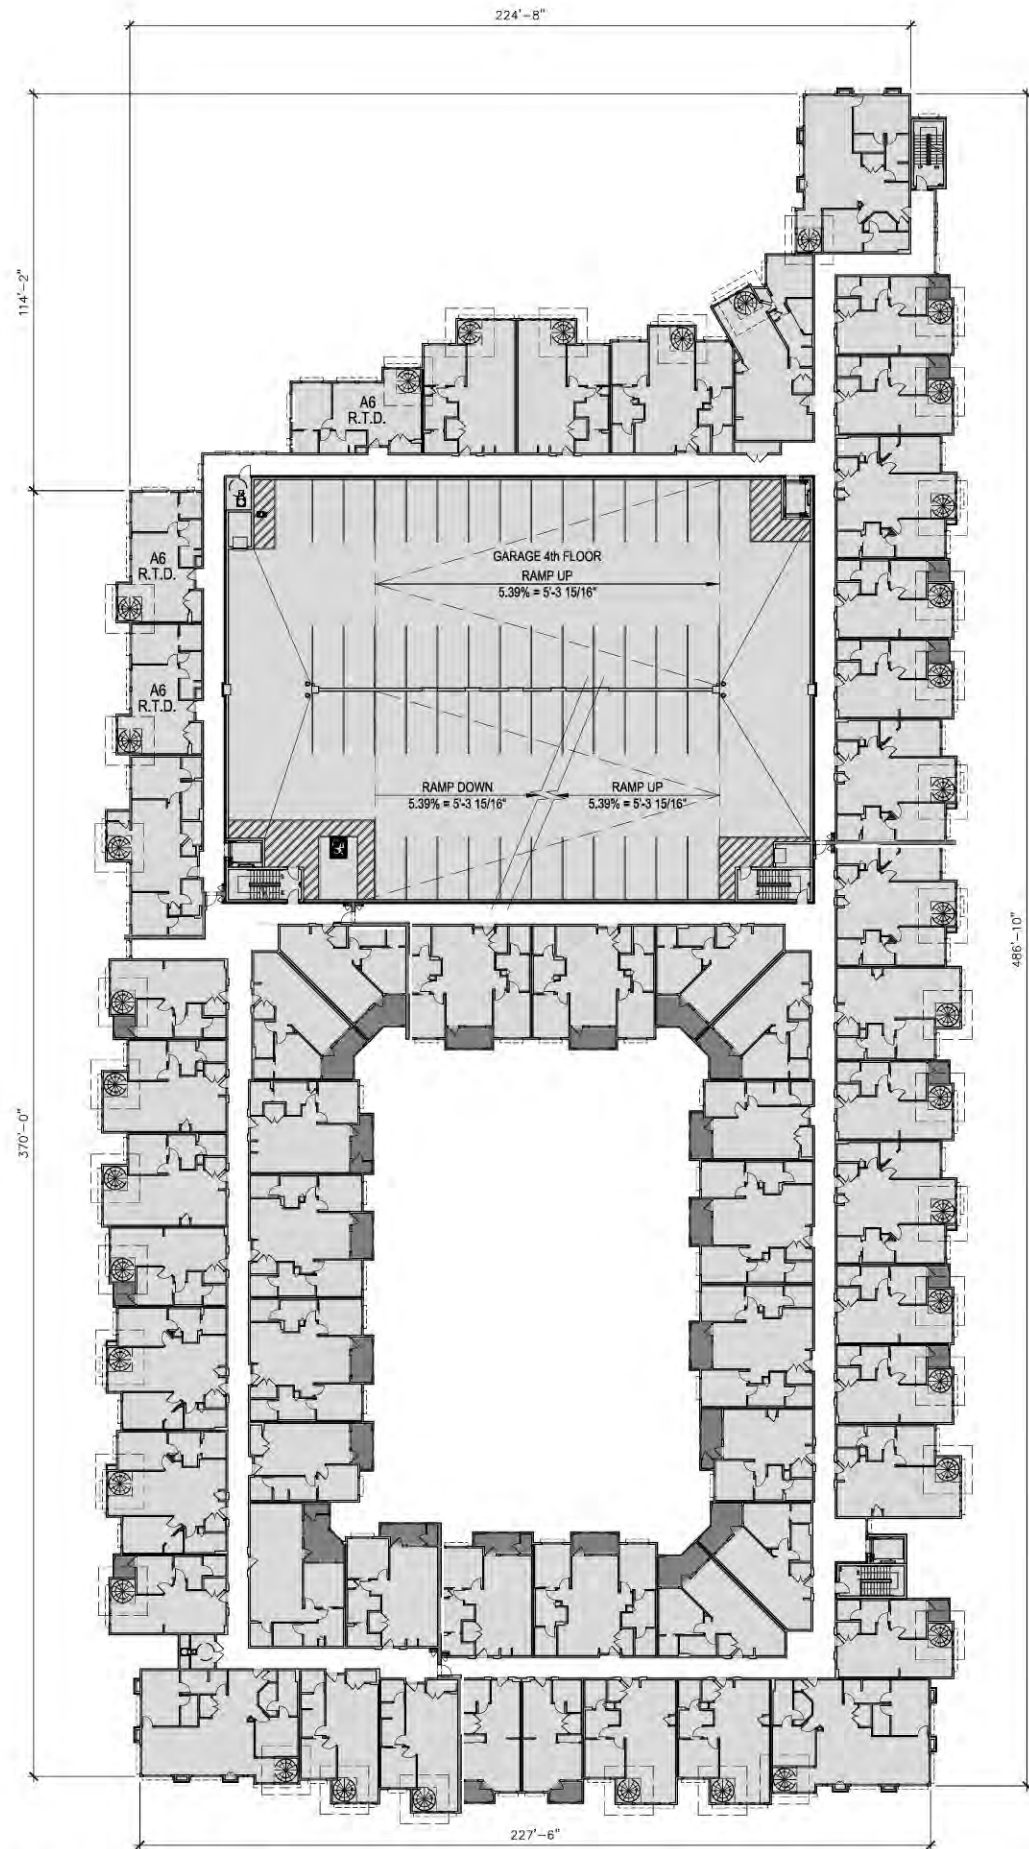 224'-8"
114'-2"
A6
R.T.D.
A6
R.T.D.
GARAGE 4th FLOOR
RAMP UP
5.39% = 5'-3 15/16"
A6
R.T.D.
RAMP DOWN
5.39% = 5'-3 15/16"
RAMP UP
5.39% = 5'-3 15/16"
486'-10"
370'-0"
227'-6"